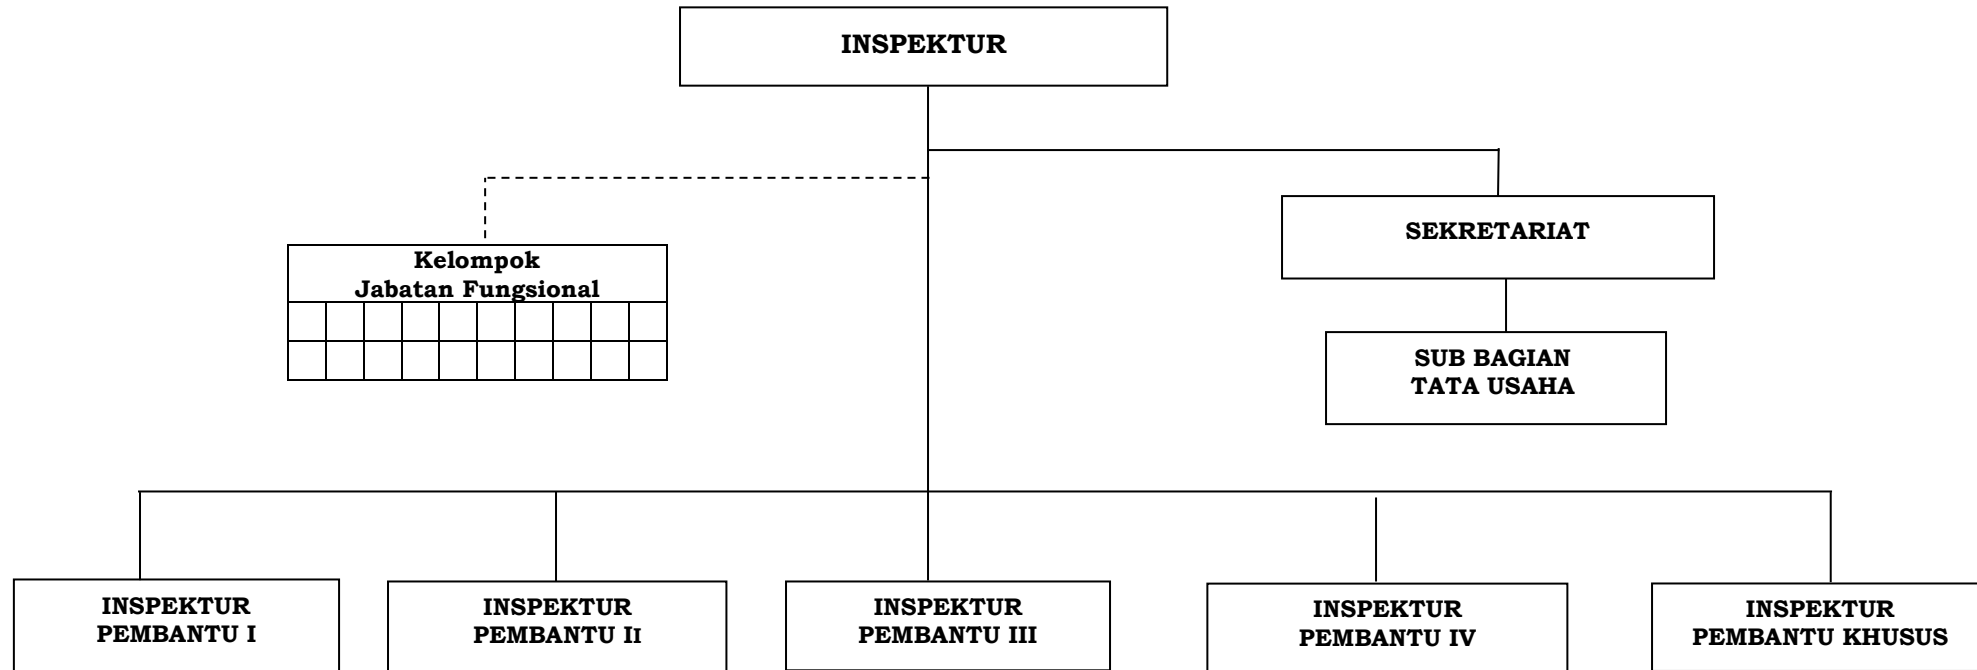 INSPEKTUR
SEKRETARIAT
Kelompok
Jabatan Fungsional
SUB BAGIAN
TATA USAHA
INSPEKTUR
PEMBANTU I
INSPEKTUR
PEMBANTU II
INSPEKTUR
PEMBANTU III
INSPEKTUR
PEMBANTU IV
INSPEKTUR
PEMBANTU KHUSUS